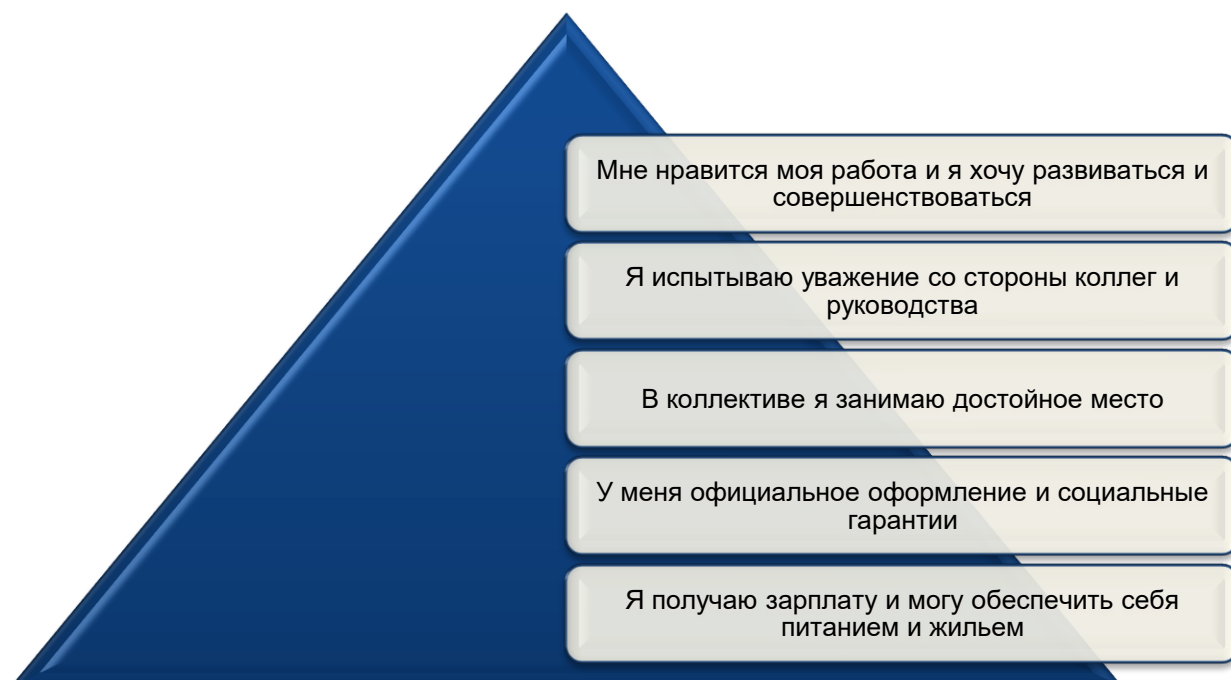 Мне нравится моя работа и я хочу развиваться и
совершенствоваться
Я испытываю уважение со стороны коллег и
руководства
В коллективе я занимаю достойное место
У меня официальное оформление и социальные
гарантии
Я получаю зарплату и могу обеспечить себя
питанием и жильем